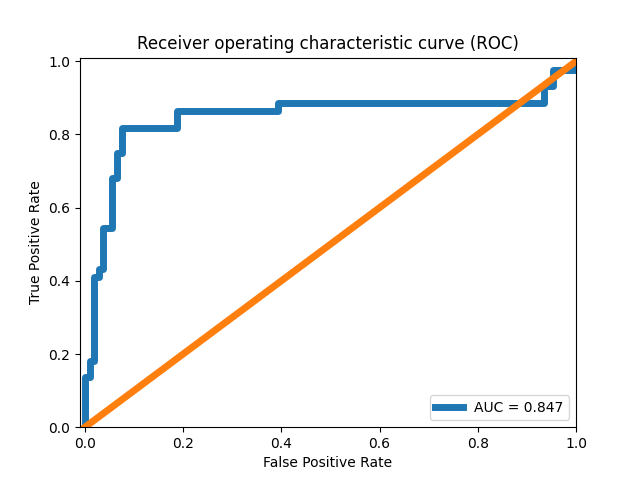 Receiver operating characteristic curve (ROC)
1.0
0.8
0.6
0.4
0.2
0.0
True Positive Rate
AUC = 0.847
0.0 0.2 0.4 0.6 0.8 1.0
False Positive Rate